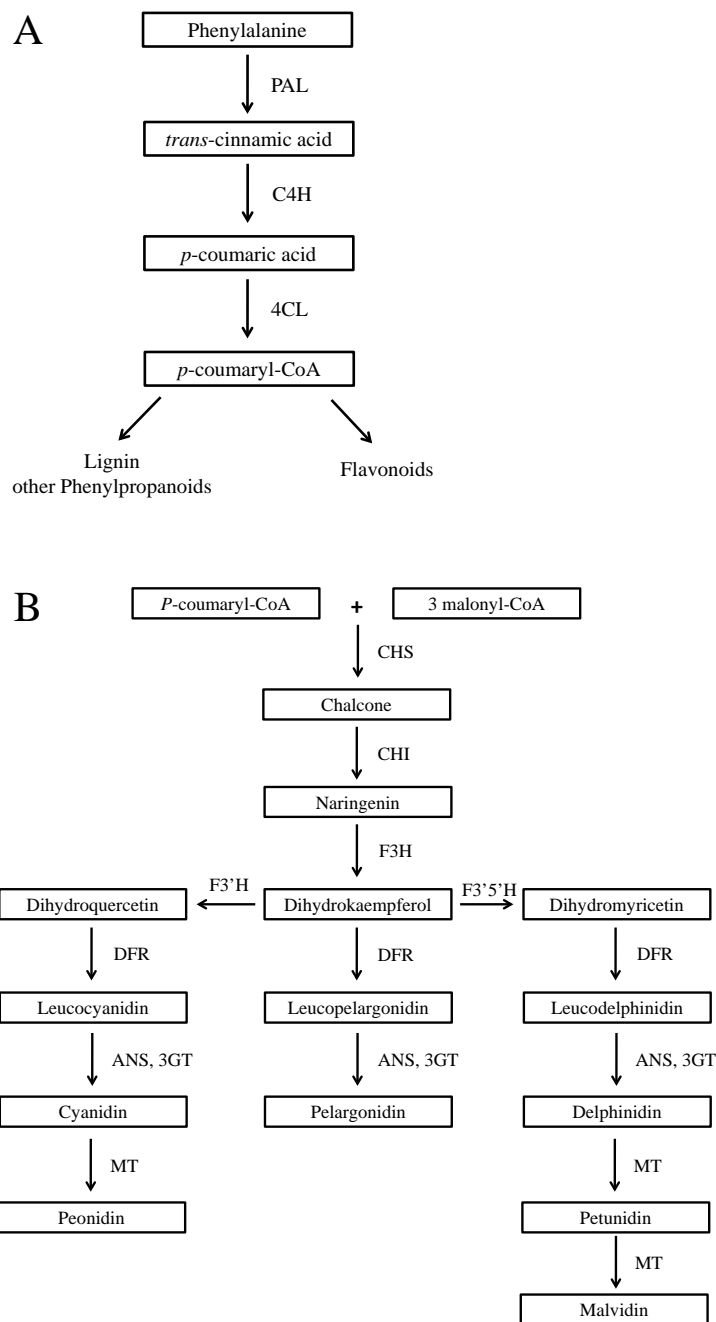 A
Phenylalanine
PAL
trans-cinnamic acid
C4H
p-coumaric acid
4CL
p-coumaryl-CoA
Lignin
other Phenylpropanoids
Flavonoids
B
P-coumaryl-CoA + 3 malonyl-CoA
CHS
Chalcone
CHI
Naringenin
F3H
F3’H F3’5’H
Dihydroquercetin Dihydrokaempferol Dihydromyricetin
DFR DFR DFR
Leucocyanidin Leucopelargonidin Leucodelphinidin
ANS, 3GT ANS, 3GT ANS, 3GT
Cyanidin Pelargonidin Delphinidin
MT MT
Peonidin Petunidin
MT
Malvidin